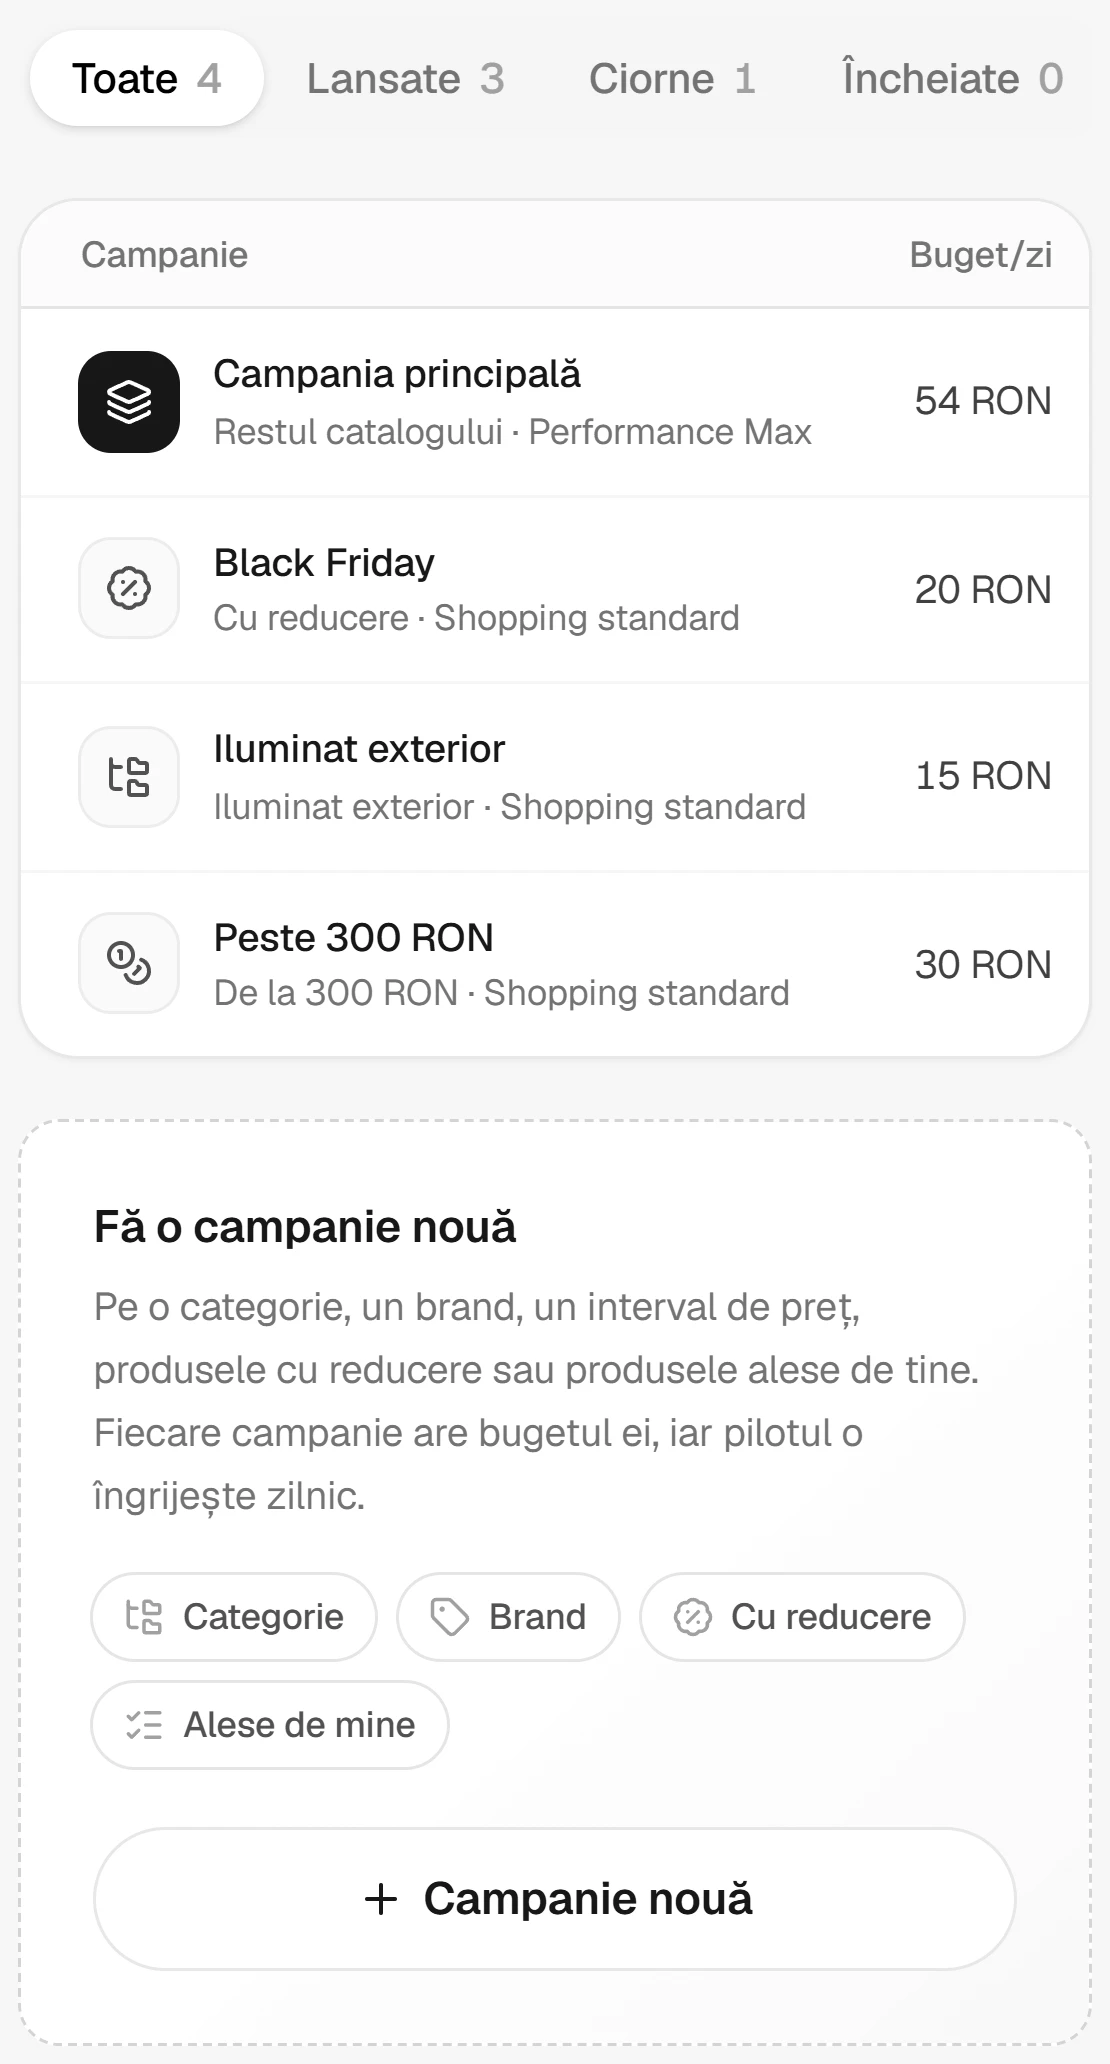 Toate 4 Lansate 3 Ciorne 1 Încheiate 0
Campanie Buget/zi
Campania principală
Restul catalogului · Performance Max
54 RON
Black Friday
Cu reducere · Shopping standard
20 RON
Iluminat exterior
Iluminat exterior · Shopping standard
15 RON
Peste 300 RON
De la 300 RON · Shopping standard
30 RON
Fă o campanie nouă
Pe o categorie, un brand, un interval de preț,
produsele cu reducere sau produsele alese de tine.
Fiecare campanie are bugetul ei, iar pilotul o
îngrijește zilnic.
Categorie Brand Cu reducere
Alese de mine
+ Campanie nouă